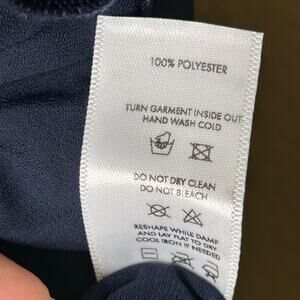 100% POLYESTER
TURN GARMENT INSIDE OUT
HAND WASH COLD
DO NOT DRY CLEAN
DO NOT BLEACH
RESHAPE WHILE DAMP
AND LAY FLAT TO DRY
COOL IRON IF NEEDED